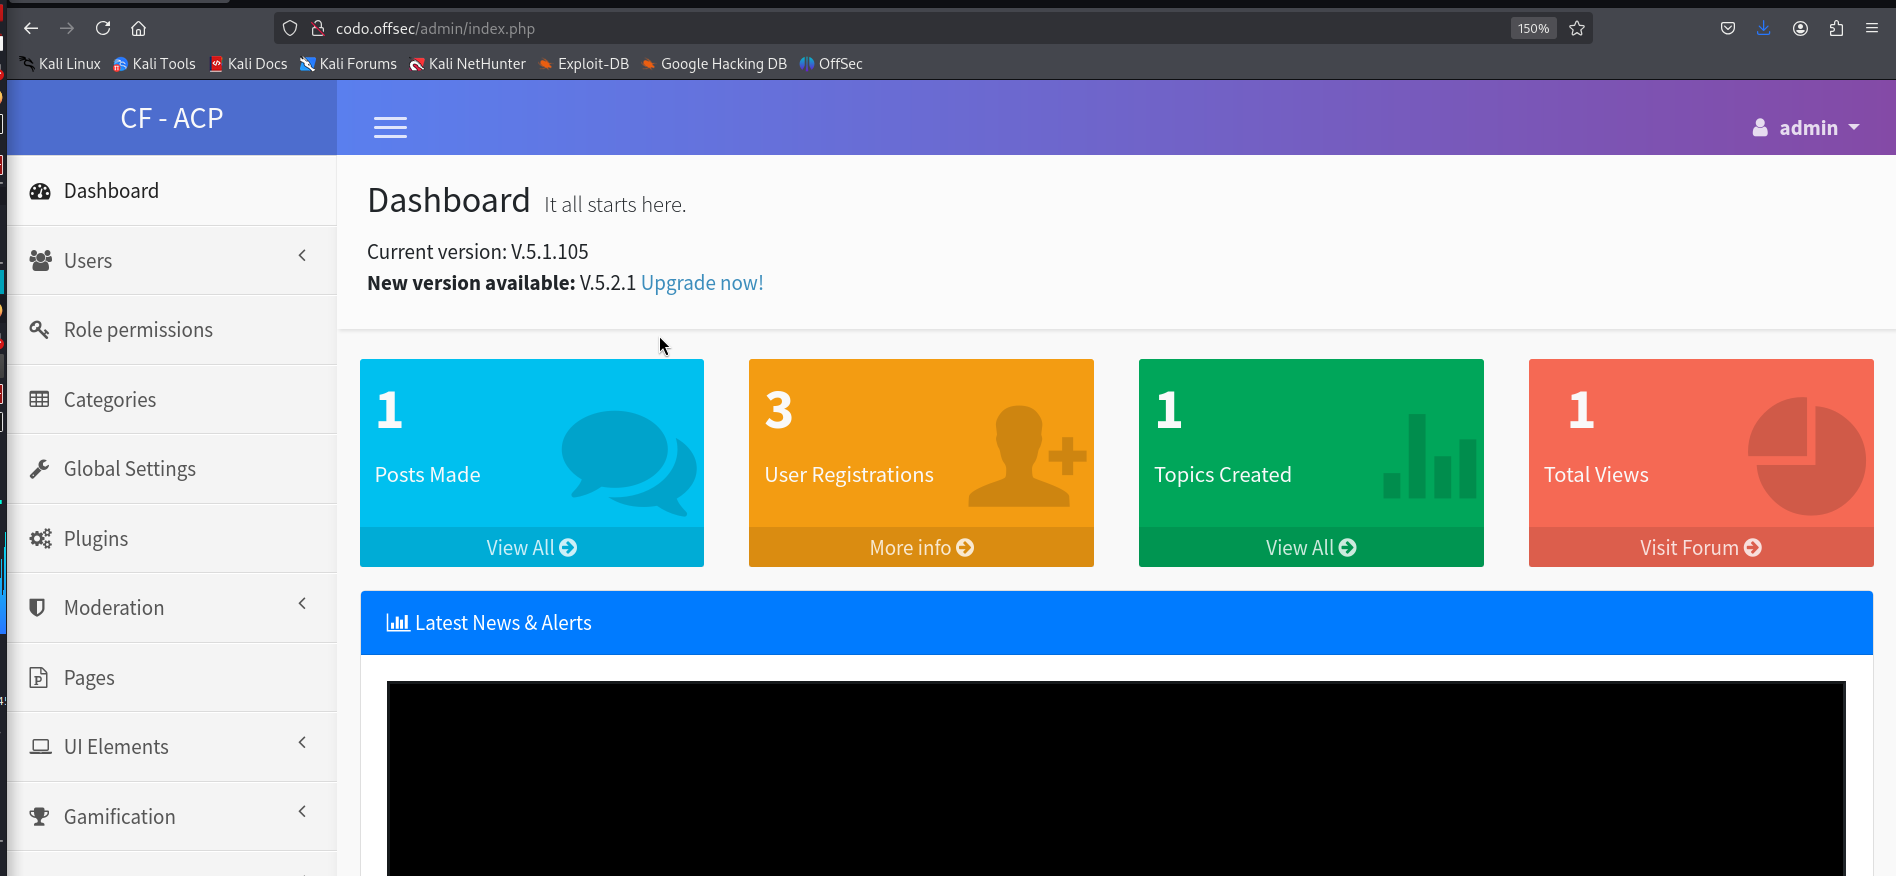 codo.offsec/admin/index.php
150%
Kali Linux Kali Tools Kali Docs Kali Forums Kali NetHunter Exploit-DB Google Hacking DB OffSec
CF - ACP
admin
Dashboard
Users
Role permissions
Categories
Global Settings
Plugins
Moderation
Pages
UI Elements
Gamification
Dashboard It all starts here.
Current version: V.5.1.105
New version available: V.5.2.1 Upgrade now!
1
Posts Made
View All
3
User Registrations
More info
1
Topics Created
View All
1
Total Views
Visit Forum
Latest News & Alerts